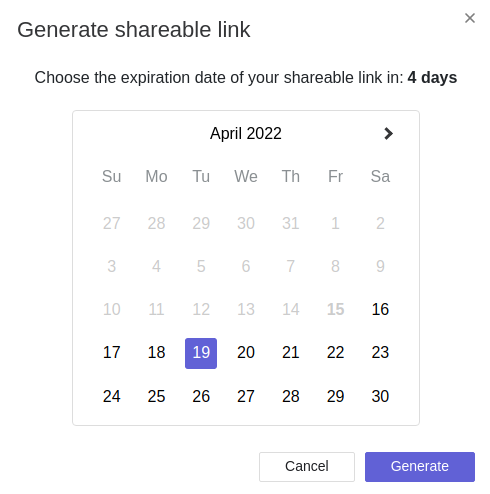 Generate shareable link
×
Choose the expiration date of your shareable link in: 4 days
April 2022
Su Mo Tu We Th Fr Sa
27 28 29 30 31 1 2
3 4 5 6 7 8 9
10 11 12 13 14 15 16
17 18 19 20 21 22 23
24 25 26 27 28 29 30
Cancel Generate